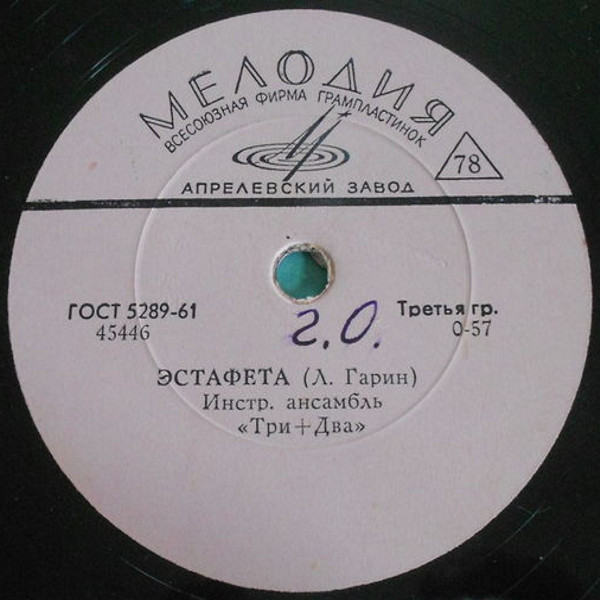 МЕЛОДИЯ
ВСЕСОЮЗНАЯ ФИРМА ГРАМПЛАСТИНОК
78
АПРЕЛЕВСКИЙ ЗАВОД
ГОСТ 5289-61
Третья гр.
45446
0-57
г.О.
ЭСТАФЕТА (Л. Гарин)
Инстр. ансамбль
«Три+Два»